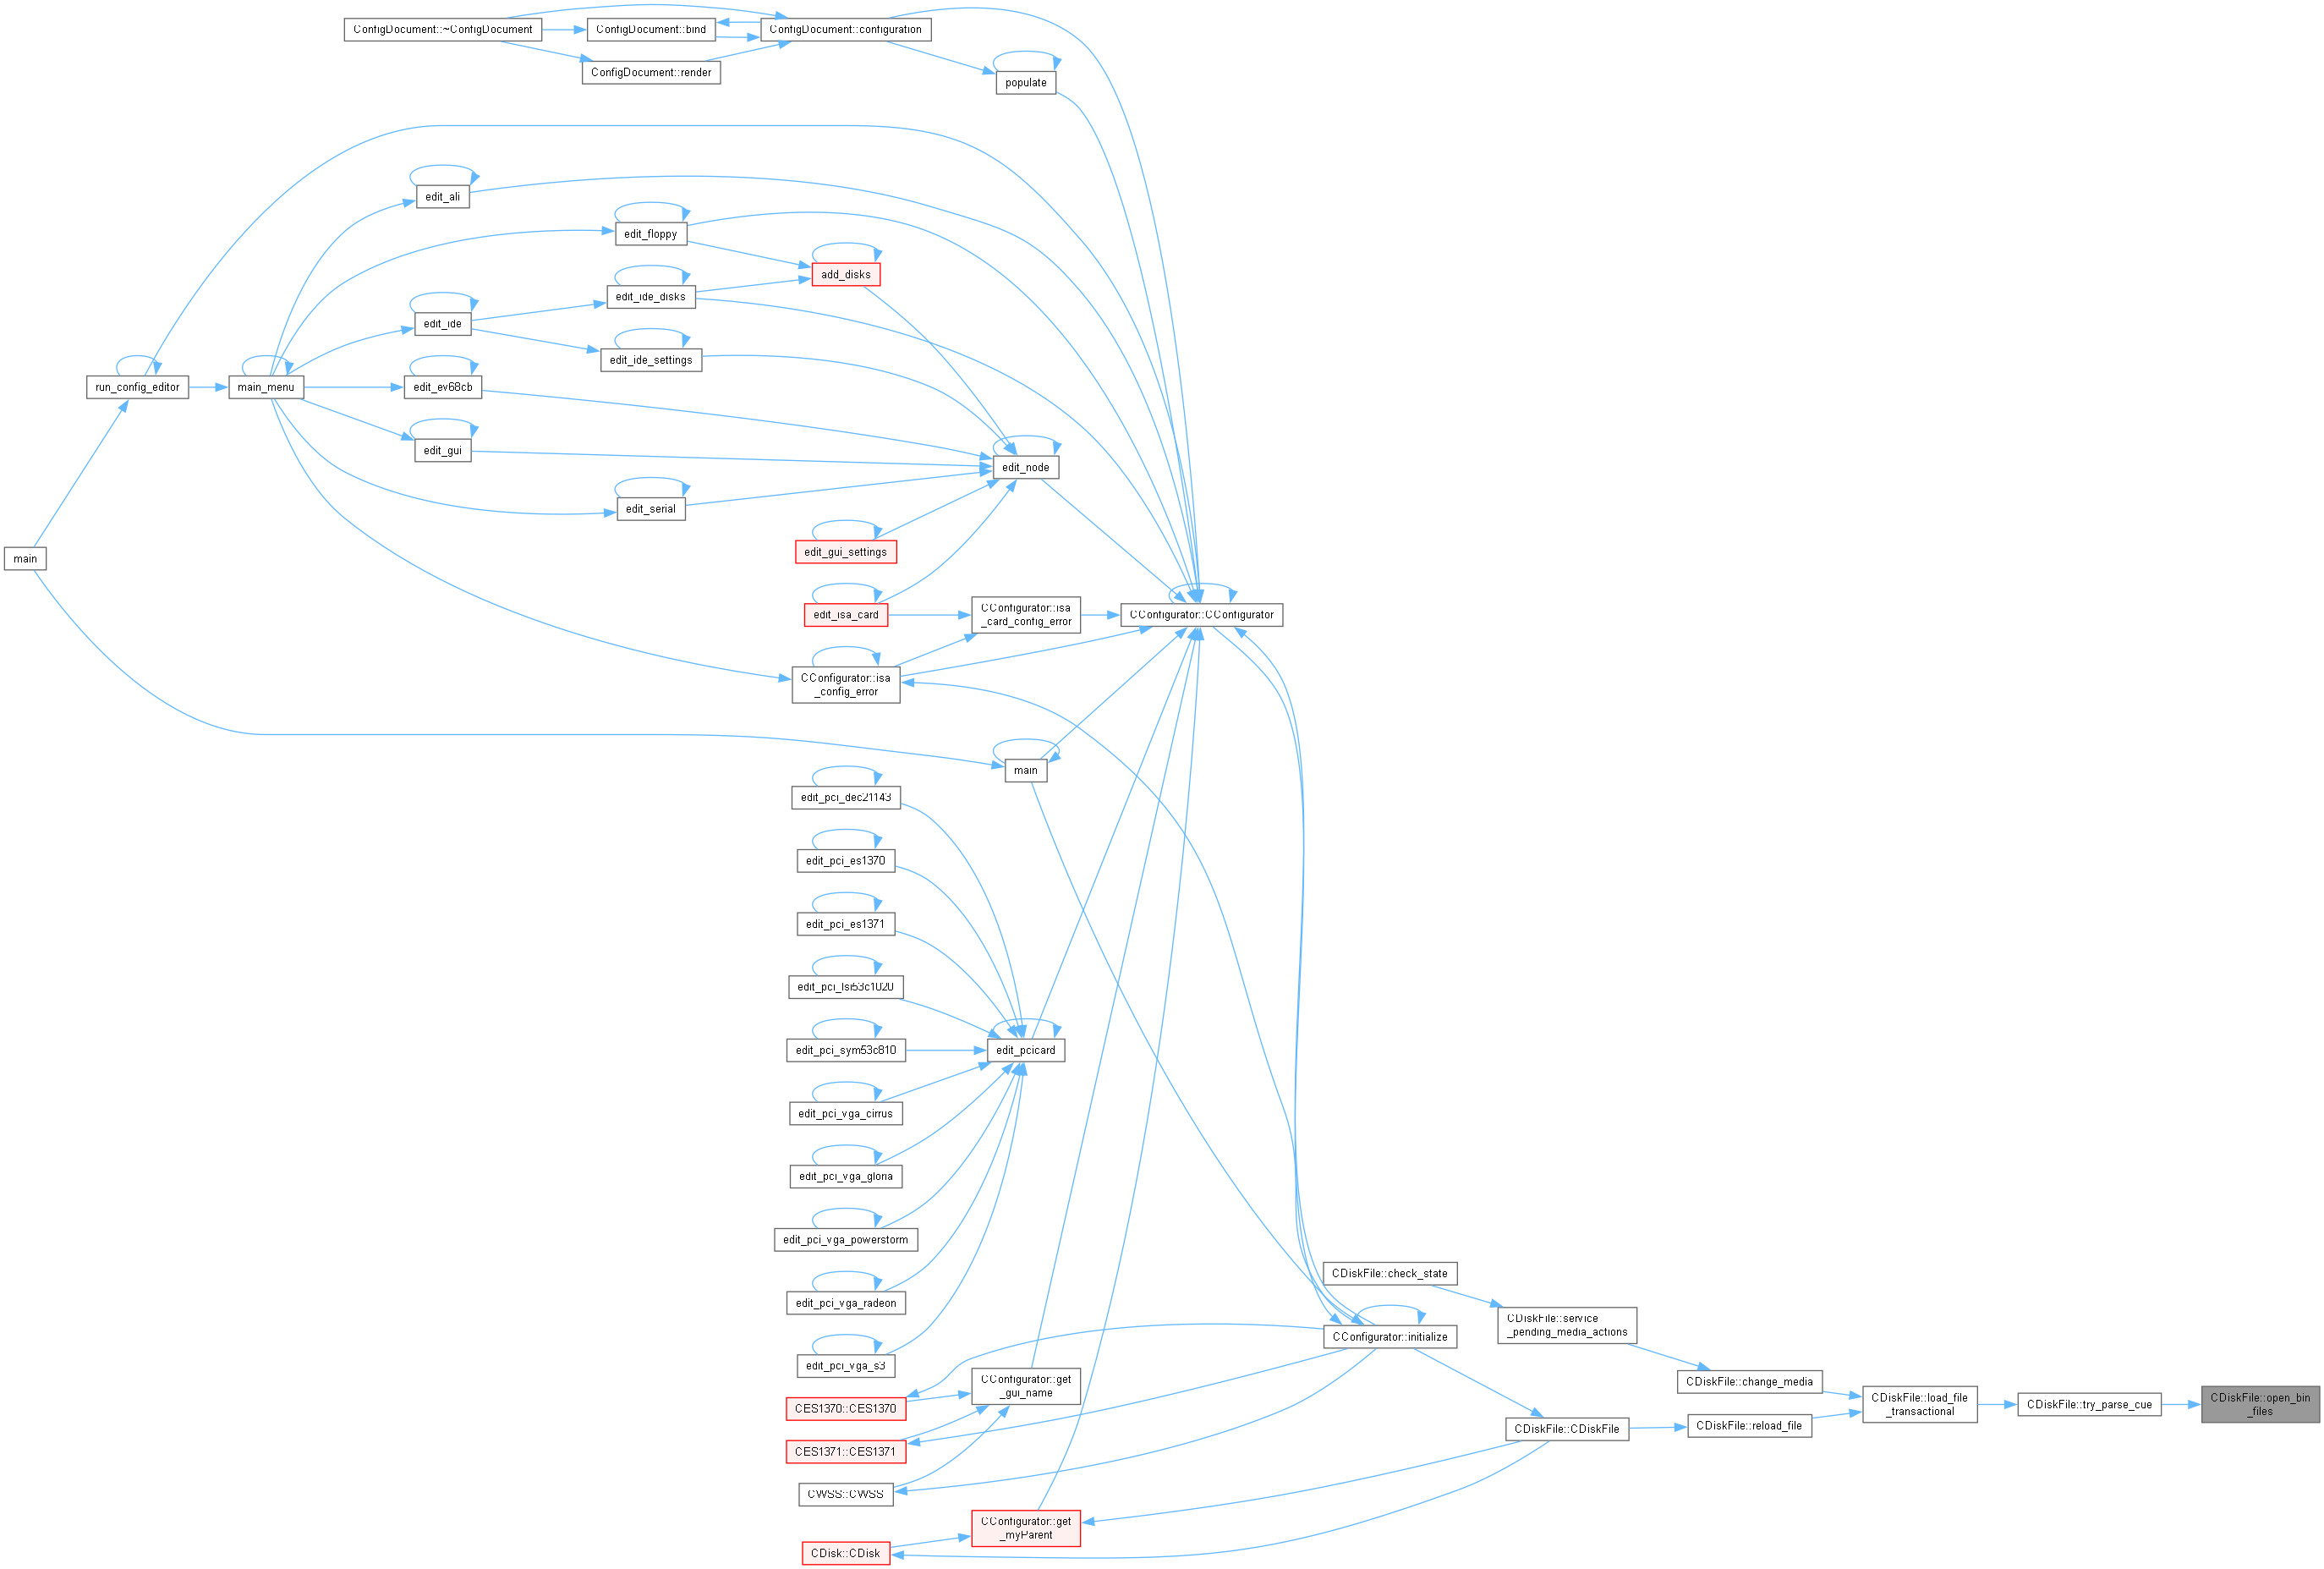 ConfigDocument::~ConfigDocument
ConfigDocument::bind
ConfigDocument::configuration
ConfigDocument::render
populate
edit_ali
edit_floppy
add_disks
edit_ide_disks
edit_ide
edit_ide_settings
run_config_editor
main_menu
edit_ev68cb
edit_gui
edit_node
edit_serial
main
edit_gui_settings
edit_isa_card
CConfigurator::isa
_card_config_error
CConfigurator::CConfigurator
CConfigurator::isa
_config_error
main
edit_pci_dec21143
edit_pci_es1370
edit_pci_es1371
edit_pci_lsi53c1020
edit_pci_sym53c810
edit_pcicard
edit_pci_vga_cirrus
edit_pci_vga_gloria
edit_pci_vga_powerstorm
edit_pci_vga_radeon
edit_pci_vga_s3
CDiskFile::check_state
CDiskFile::service
_pending_media_actions
CConfigurator::initialize
CConfigurator::get
_gui_name
CDiskFile::change_media
CES1370::CES1370
CDiskFile::load_file
_transactional
CDiskFile::try_parse_cue
CDiskFile::open_bin
_files
CDiskFile::CDiskFile
CDiskFile::reload_file
CES1371::CES1371
CWSS::CWSS
CConfigurator::get
_myParent
CDisk::CDisk